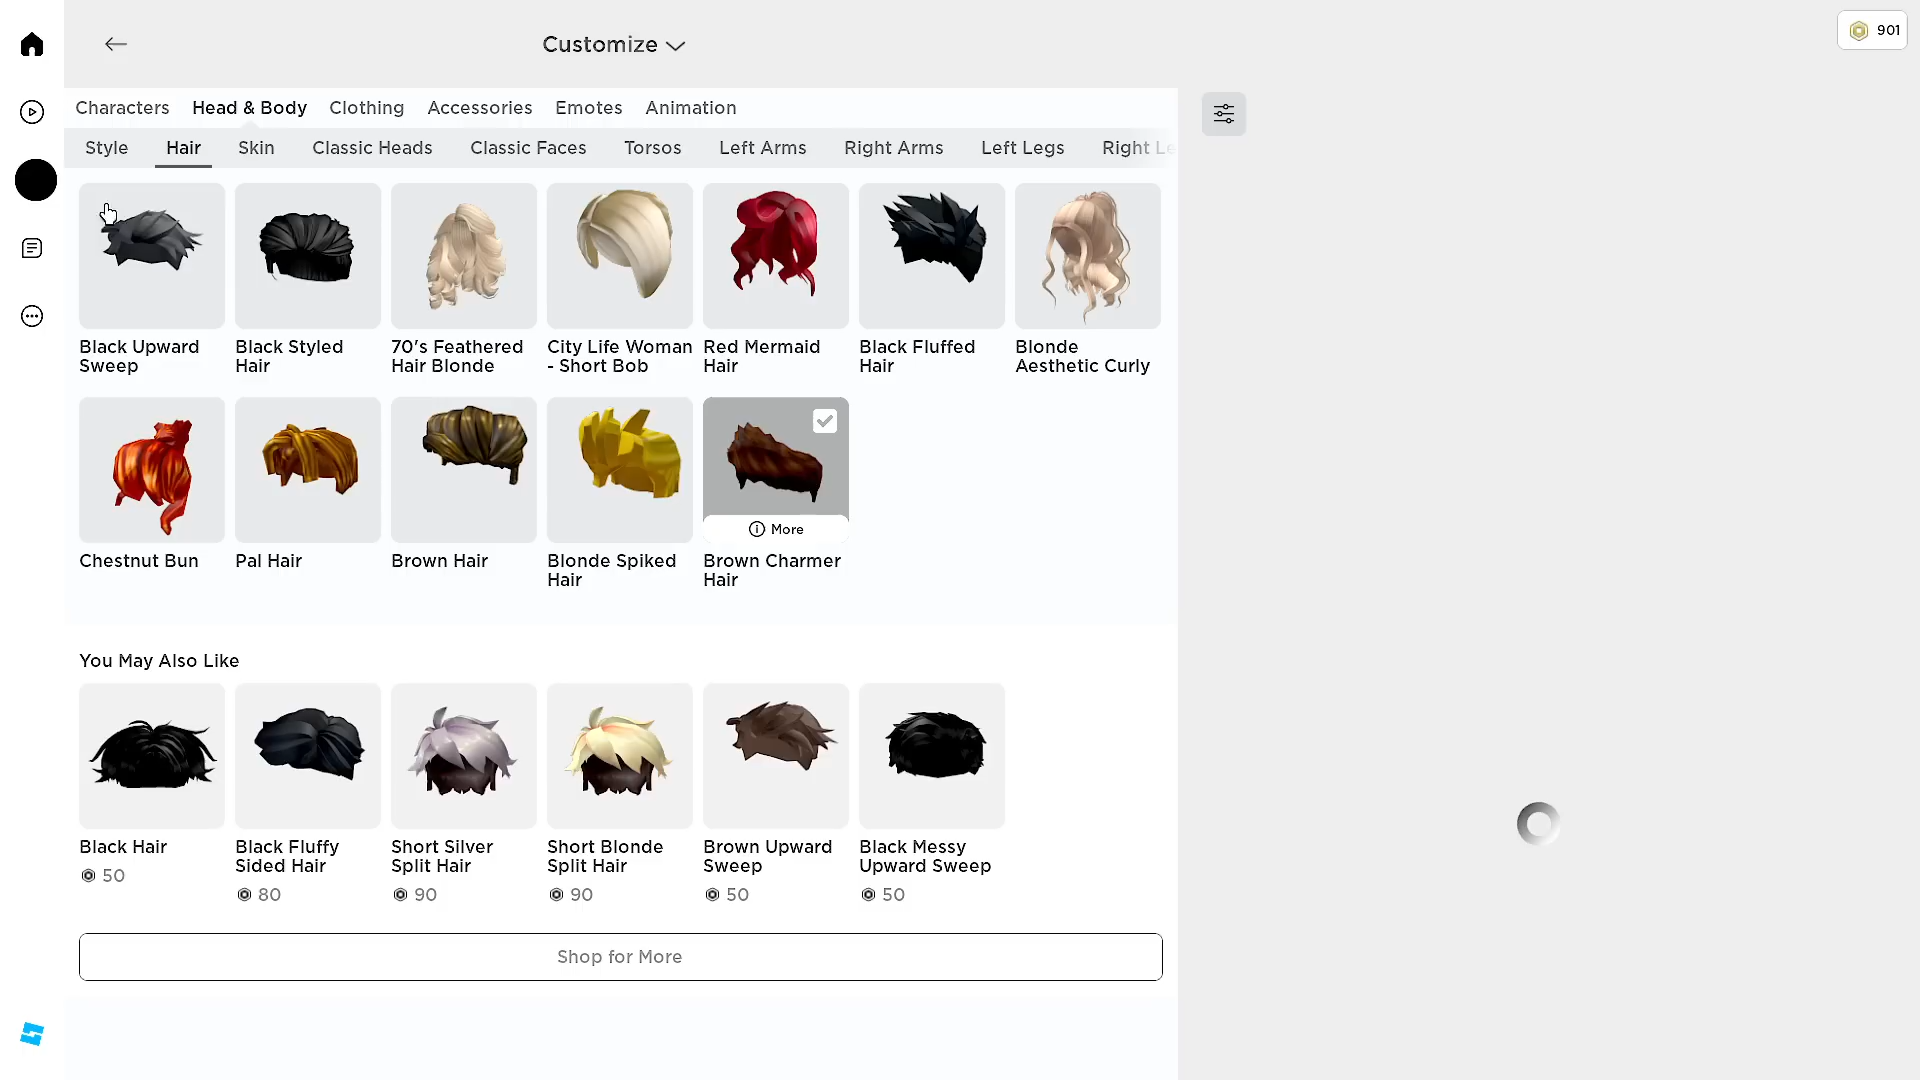 Customize
901
Characters Head & Body Clothing Accessories Emotes Animation
Style Hair Skin Classic Heads Classic Faces Torsos Left Arms Right Arms Left Legs Right Le
Black Upward Sweep
Black Styled Hair
70's Feathered Hair Blonde
City Life Woman - Short Bob
Red Mermaid Hair
Black Fluffed Hair
Blonde Aesthetic Curly
More
Chestnut Bun
Pal Hair
Brown Hair
Blonde Spiked Hair
Brown Charmer Hair
You May Also Like
Black Hair
50
Black Fluffy Sided Hair
80
Short Silver Split Hair
90
Short Blonde Split Hair
90
Brown Upward Sweep
50
Black Messy Upward Sweep
50
Shop for More